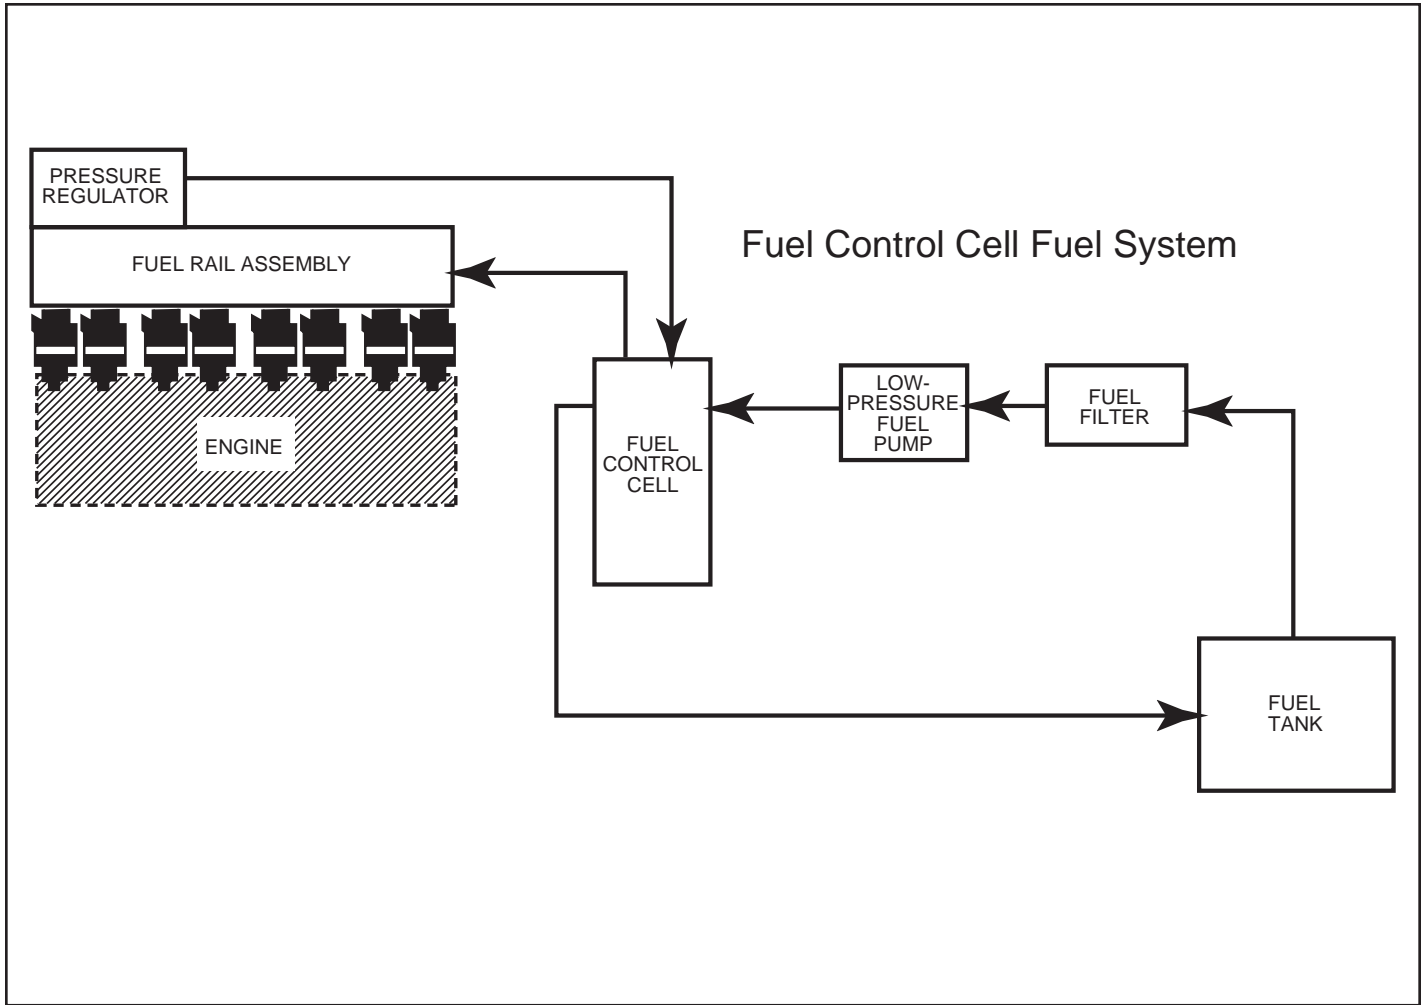 PRESSURE
REGULATOR
FUEL RAIL ASSEMBLY
Fuel Control Cell Fuel System
ENGINE
FUEL
CONTROL
CELL
LOW-
PRESSURE
FUEL
PUMP
FUEL
FILTER
FUEL
TANK